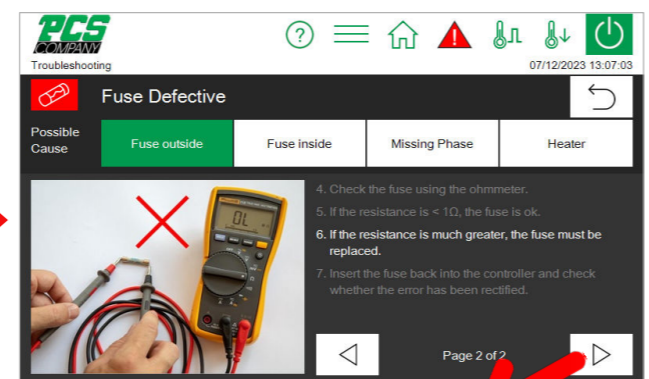 PCS
COMPANY
?
Troubleshooting
07/12/2023 13:07:03
Fuse Defective
Possible
Cause
Fuse outside
Fuse inside
Missing Phase
Heater
4. Check the fuse using the ohmmeter.
5. If the resistance is < 1Ω, the fuse is ok.
6. If the resistance is much greater, the fuse must be
replaced.
7. Insert the fuse back into the controller and check
whether the error has been rectified.
OL
Page 2 of 2